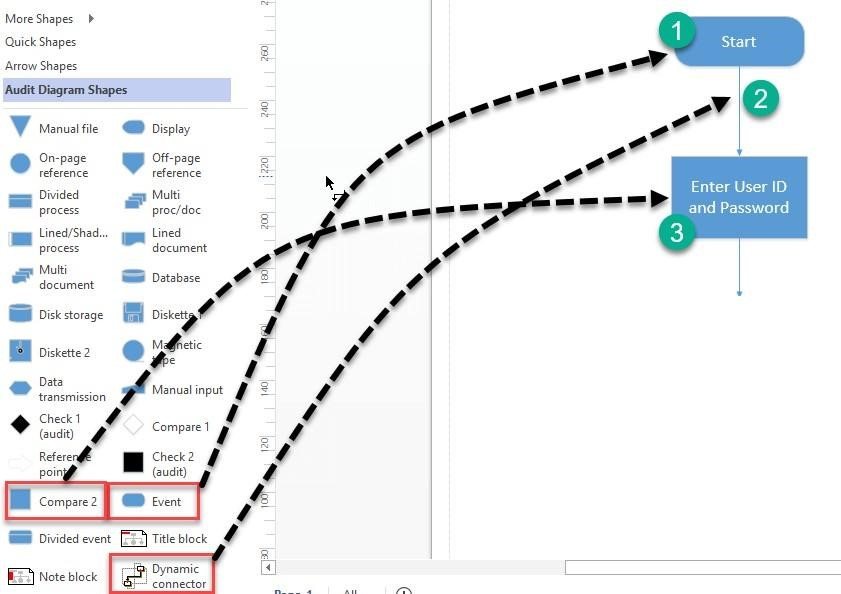 More Shapes
Quick Shapes
Arrow Shapes
Audit Diagram Shapes
Manual file
Display
On-page
reference
Off-page
reference
Divided
process
Multi
proc/doc
Lined/Shad...
process
Lined
document
Multi
document
Database
Disk storage
Diskette 1
Diskette 2
Magnetic
tape
Data
transmission
Manual input
Check 1
(audit)
Compare 1
Reference
point
Check 2
(audit)
Compare 2
Event
Divided event
Title block
Note block
Dynamic
connector
260
240
220
200
180
160
140
120
100
80
1
Start
2
Enter User ID
and Password
3
Page-1
All